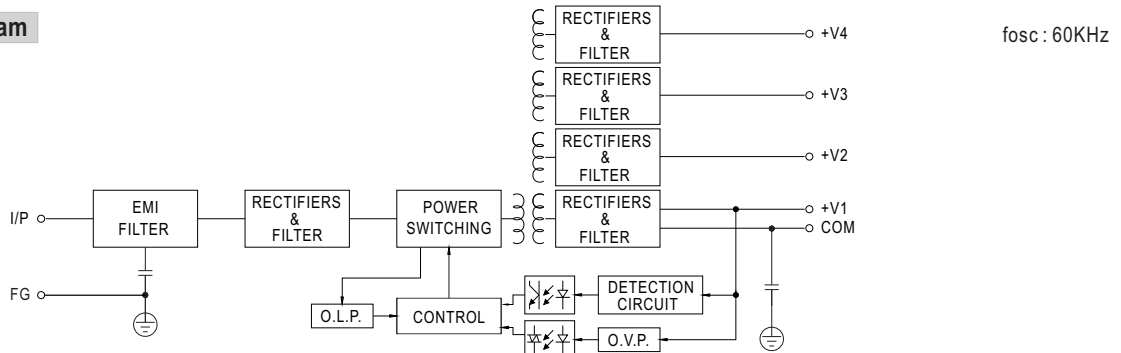 am
fosc : 60KHz
RECTIFIERS
&
FILTER
+V4
RECTIFIERS
&
FILTER
+V3
RECTIFIERS
&
FILTER
+V2
I/P
EMI
FILTER
RECTIFIERS
&
FILTER
POWER
SWITCHING
RECTIFIERS
&
FILTER
+V1
COM
FG
O.L.P.
CONTROL
DETECTION
CIRCUIT
O.V.P.